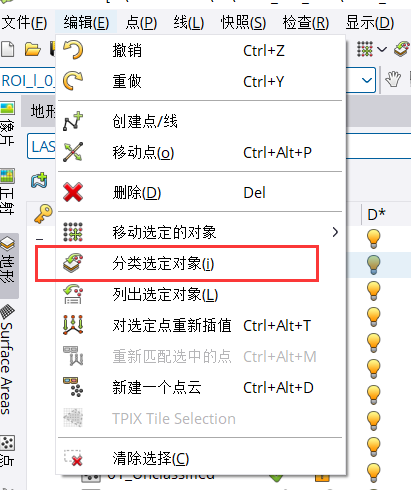 文件(F) 编辑(E) 点(P) 线(L) 快照(S) 检查(R) 显示(D)
撤销 Ctrl+Z
重做 Ctrl+Y
ROI_l_0_
创建点/线
地形
移动点(o) Ctrl+Alt+P
LAS
删除(D) Del
D*
移动选定的对象
分类选定对象(i)
列出选定对象(L)
对选定点重新插值 Ctrl+Alt+T
重新匹配选中的点 Ctrl+Alt+M
新建一个点云 Ctrl+Alt+D
TPIX Tile Selection
清除选择(C)
像片
正射
地形
Surface Areas
点
01_Unclassified